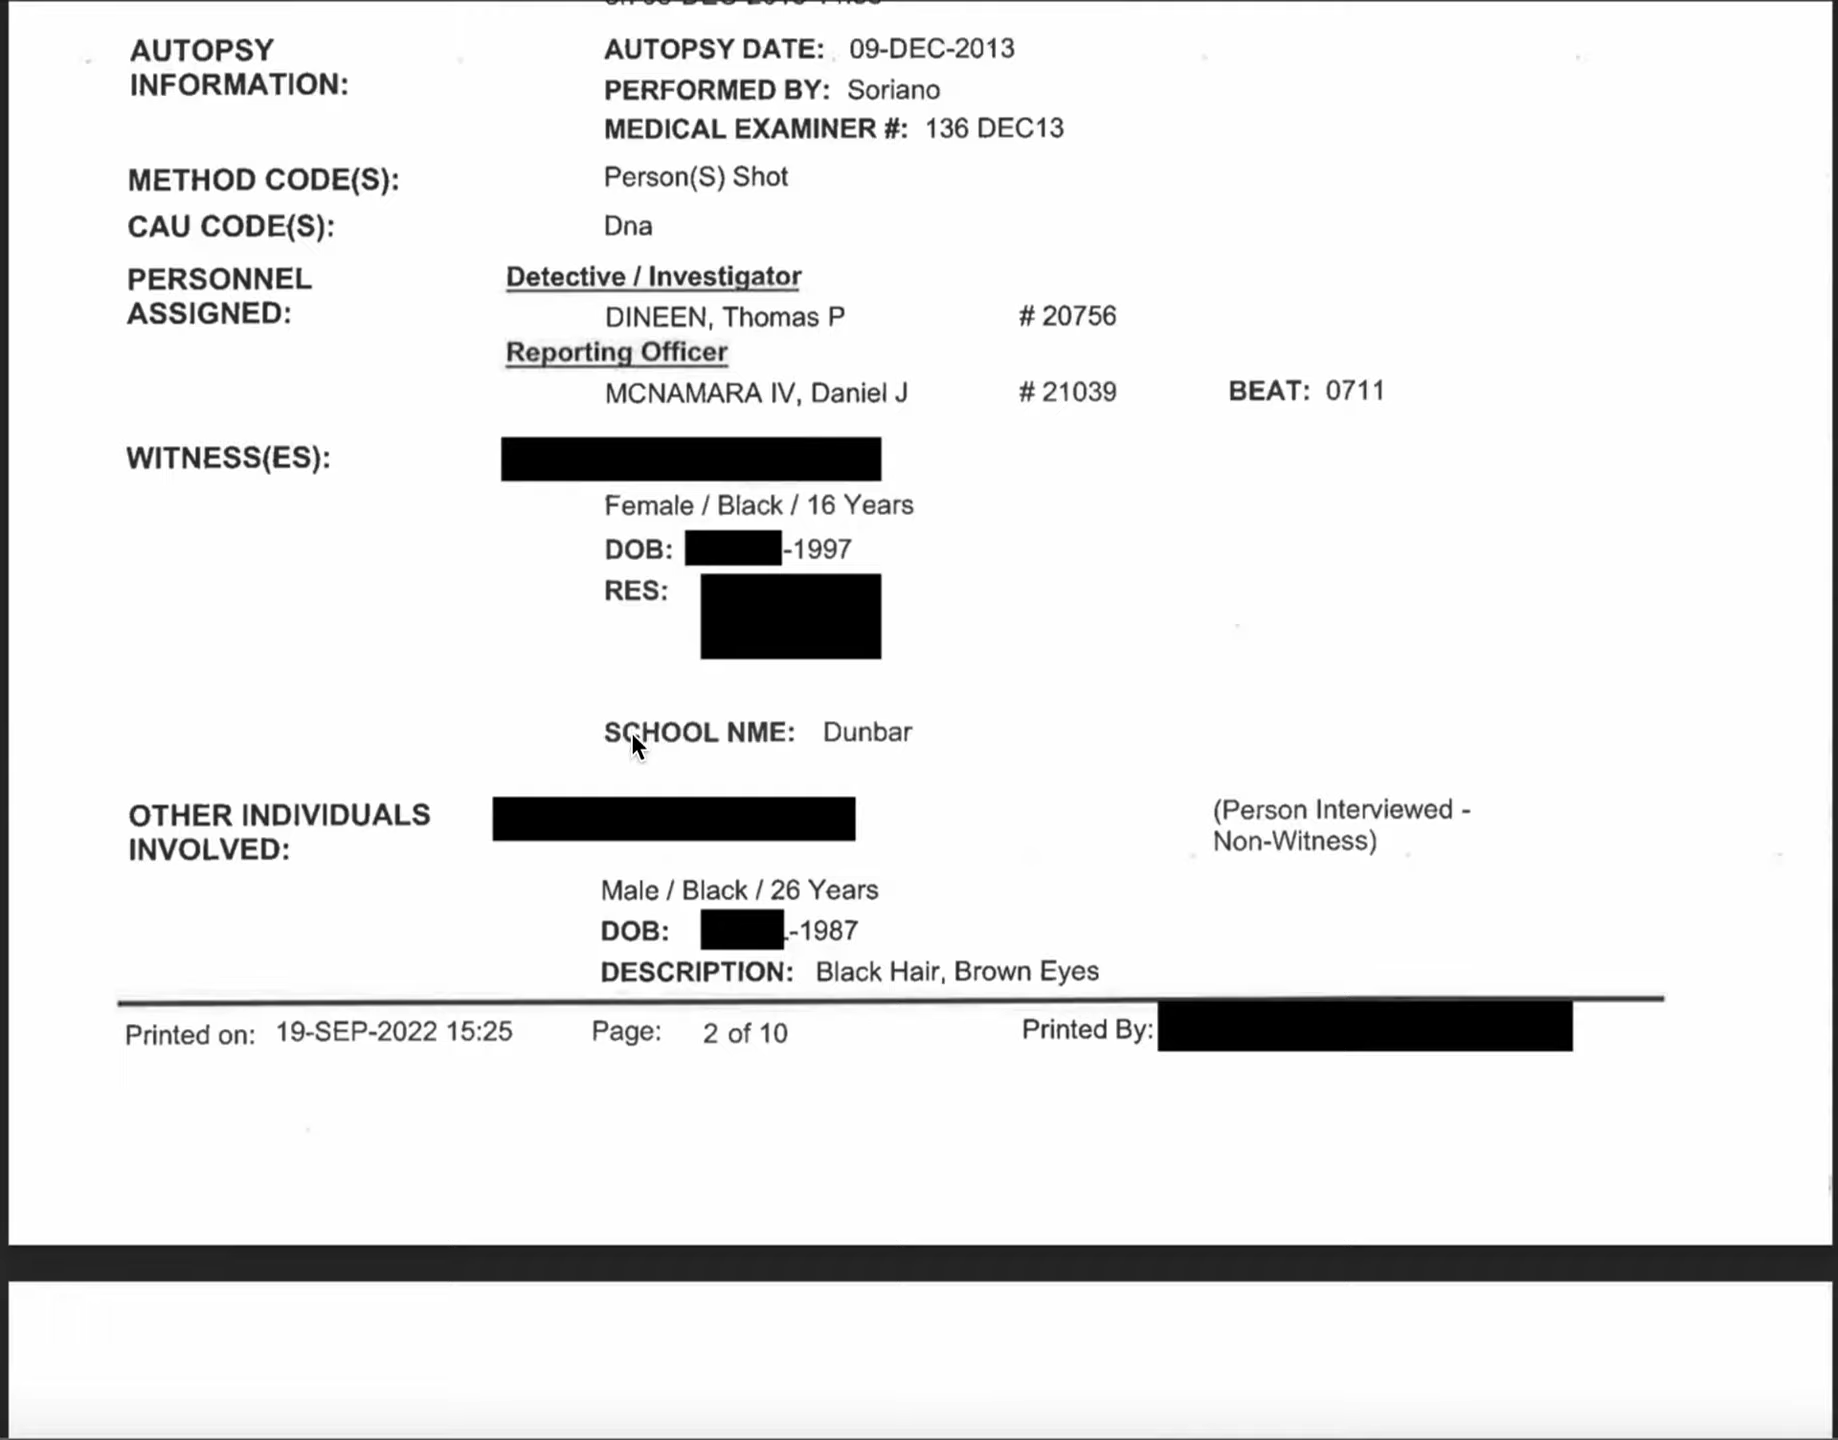 AUTOPSY INFORMATION:
AUTOPSY DATE: 09-DEC-2013
PERFORMED BY: Soriano
MEDICAL EXAMINER #: 136 DEC13
METHOD CODE(S): Person(S) Shot
CAU CODE(S): Dna
PERSONNEL ASSIGNED:
Detective / Investigator
DINEEN, Thomas P # 20756
Reporting Officer
MCNAMARA IV, Daniel J # 21039 BEAT: 0711
WITNESS(ES):
Female / Black / 16 Years
DOB: -1997
RES:
SCHOOL NME: Dunbar
OTHER INDIVIDUALS INVOLVED:
(Person Interviewed -
Non-Witness)
Male / Black / 26 Years
DOB: -1987
DESCRIPTION: Black Hair, Brown Eyes
Printed on: 19-SEP-2022 15:25 Page: 2 of 10 Printed By: